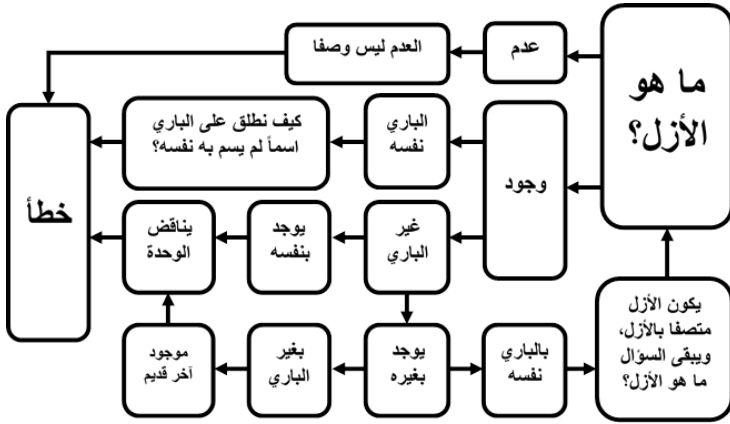 ما هو
الأزل؟
عدم
العدم ليس وصفا
وجود
الباري
نفسه
كيف نطلق على الباري
اسماً لم يسم به نفسه؟
خطأ
غير
الباري
يوجد
بنفسه
يناقض
الوحدة
يوجد
بغيره
بغير
الباري
موجود
آخر قديم
بالباري
نفسه
يكون الأزل
متصفا بالأزل،
ويبقى السؤال
ما هو الأزل؟